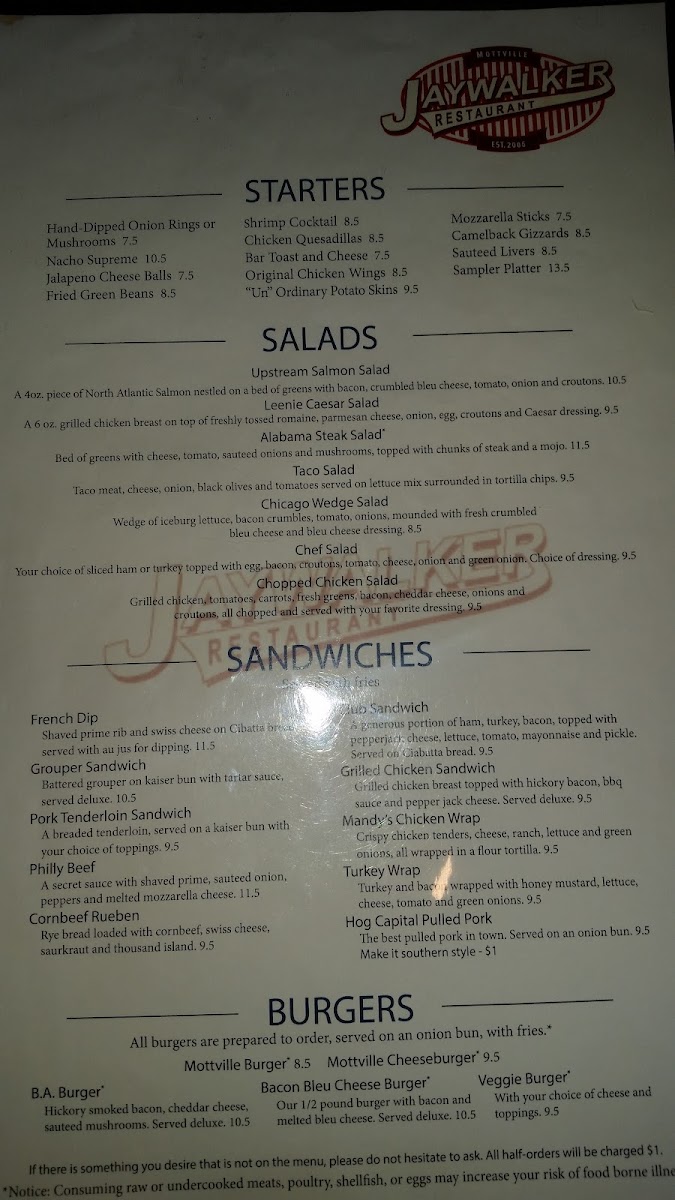 MOTTVILLE
JAYWALKER
RESTAURANT
EST. 2006
STARTERS
Hand-Dipped Onion Rings or
Mushrooms 7.5
Nacho Supreme 10.5
Jalapeno Cheese Balls 7.5
Fried Green Beans 8.5
Shrimp Cocktail 8.5
Chicken Quesadillas 8.5
Bar Toast and Cheese 7.5
Original Chicken Wings 8.5
"Un" Ordinary Potato Skins 9.5
Mozzarella Sticks 7.5
Camelback Gizzards 8.5
Sauteed Livers 8.5
Sampler Platter 13.5
SALADS
Upstream Salmon Salad
A 4oz. piece of North Atlantic Salmon nestled on a bed of greens with bacon, crumbled bleu cheese, tomato, onion and croutons. 10.5
Leenie Caesar Salad
A 6 oz. grilled chicken breast on top of freshly tossed romaine, parmesan cheese, onion, egg, croutons and Caesar dressing. 9.5
Alabama Steak Salad*
Bed of greens with cheese, tomato, sauteed onions and mushrooms, topped with chunks of steak and a mojo. 11.5
Taco Salad
Taco meat, cheese, onion, black olives and tomatoes served on lettuce mix surrounded in tortilla chips. 9.5
Chicago Wedge Salad
Wedge of iceburg lettuce, bacon crumbles, tomato, onions, mounded with fresh crumbled
bleu cheese and bleu cheese dressing. 8.5
Chef Salad
Your choice of sliced ham or turkey topped with egg, bacon, croutons, tomato, cheese, onion and green onion. Choice of dressing. 9.5
Chopped Chicken Salad
Grilled chicken, tomatoes, carrots, fresh greens, bacon, cheddar cheese, onions and
croutons, all chopped and served with your favorite dressing. 9.5
JAYWALKER
RESTAURANT
SANDWICHES
Served with fries
French Dip
Shaved prime rib and swiss cheese on Cibatta bread
served with au jus for dipping. 11.5
Grouper Sandwich
Battered grouper on kaiser bun with tartar sauce,
served deluxe. 10.5
Pork Tenderloin Sandwich
A breaded tenderloin, served on a kaiser bun with
your choice of toppings. 9.5
Philly Beef
A secret sauce with shaved prime, sauteed onion,
peppers and melted mozzarella cheese. 11.5
Cornbeef Rueben
Rye bread loaded with cornbeef, swiss cheese,
saurkraut and thousand island. 9.5
Club Sandwich
A generous portion of ham, turkey, bacon, topped with
pepperjack cheese, lettuce, tomato, mayonnaise and pickle.
Served on Ciabutta bread. 9.5
Grilled Chicken Sandwich
Grilled chicken breast topped with hickory bacon, bbq
sauce and pepper jack cheese. Served deluxe. 9.5
Mandy's Chicken Wrap
Crispy chicken tenders, cheese, ranch, lettuce and green
onions, all wrapped in a flour tortilla. 9.5
Turkey Wrap
Turkey and bacon wrapped with honey mustard, lettuce,
cheese, tomato and green onions. 9.5
Hog Capital Pulled Pork
The best pulled pork in town. Served on an onion bun. 9.5
Make it southern style - $1
BURGERS
All burgers are prepared to order, served on an onion bun, with fries.*
Mottville Burger* 8.5 Mottville Cheeseburger* 9.5
B.A. Burger*
Hickory smoked bacon, cheddar cheese,
sauteed mushrooms. Served deluxe. 10.5
Bacon Bleu Cheese Burger*
Our 1/2 pound burger with bacon and
melted bleu cheese. Served deluxe. 10.5
Veggie Burger*
With your choice of cheese and
toppings. 9.5
If there is something you desire that is not on the menu, please do not hesitate to ask. All half-orders will be charged $1.
*Notice: Consuming raw or undercooked meats, poultry, shellfish, or eggs may increase your risk of food borne illne